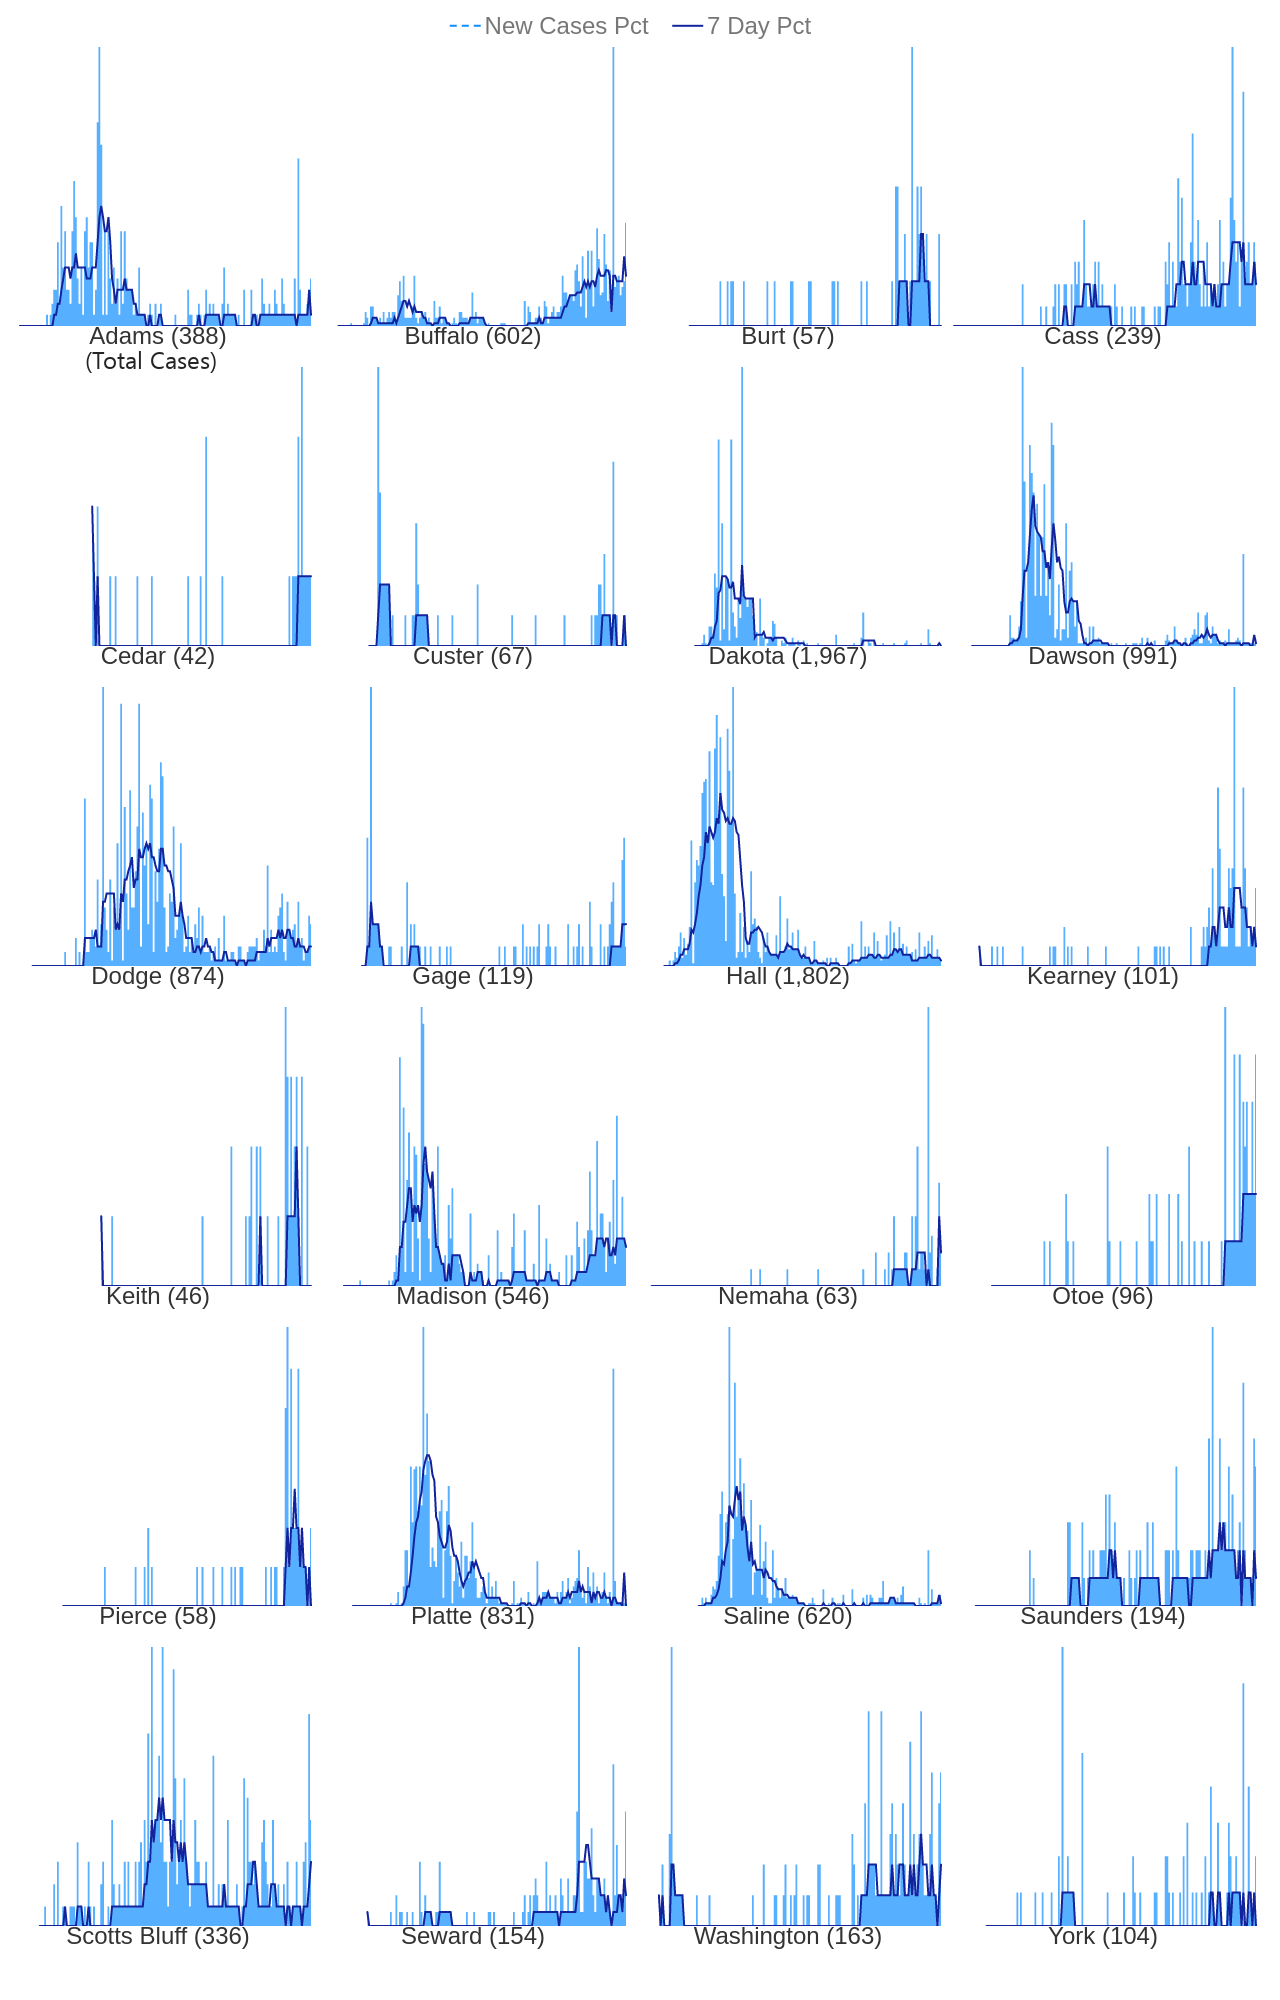 New Cases Pct 7 Day Pct
Adams (388) Buffalo (602) Burt (57) Cass (239)
(Total Cases)
Cedar (42) Custer (67) Dakota (1,967) Dawson (991)
Dodge (874) Gage (119) Hall (1,802) Kearney (101)
Keith (46) Madison (546) Nemaha (63) Otoe (96)
Pierce (58) Platte (831) Saline (620) Saunders (194)
Scotts Bluff (336) Seward (154) Washington (163) York (104)